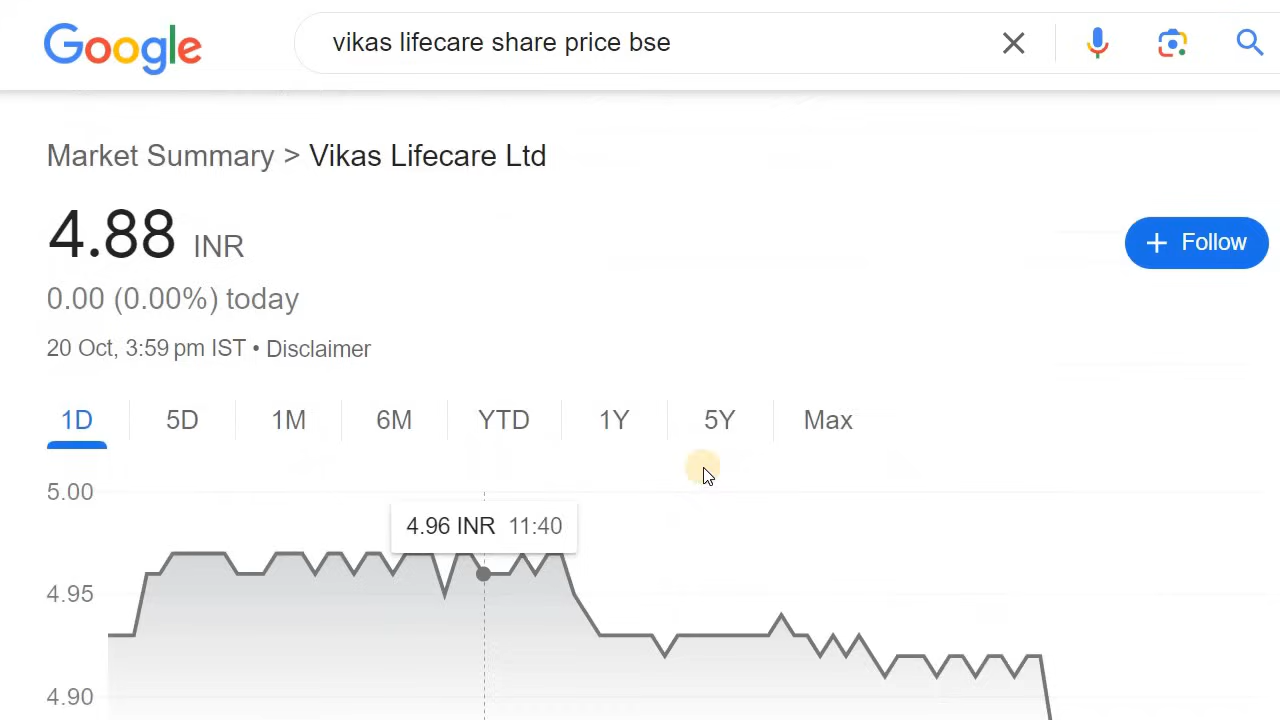 Google
vikas lifecare share price bse
Market Summary > Vikas Lifecare Ltd
4.88 INR
+ Follow
0.00 (0.00%) today
20 Oct, 3:59 pm IST • Disclaimer
1D 5D 1M 6M YTD 1Y 5Y Max
5.00
4.96 INR 11:40
4.95
4.90